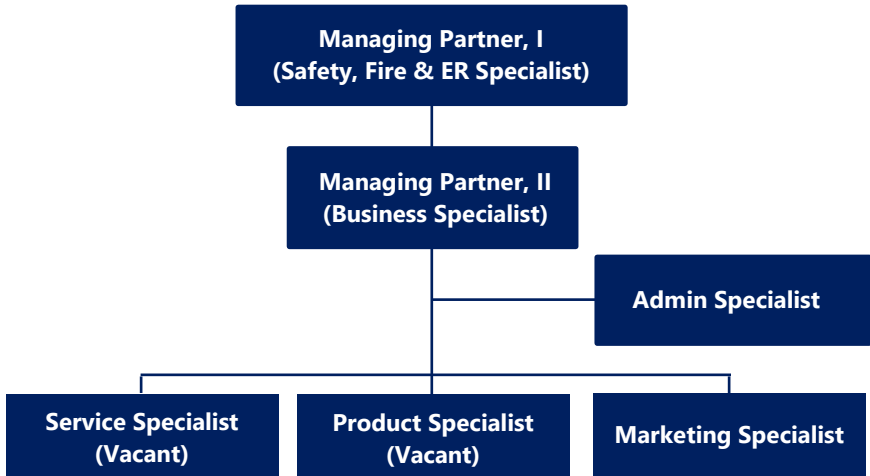 Managing Partner, I
(Safety, Fire & ER Specialist)
Managing Partner, II
(Business Specialist)
Admin Specialist
Service Specialist
(Vacant)
Product Specialist
(Vacant)
Marketing Specialist